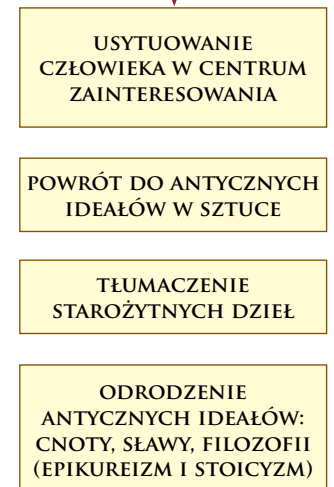 USYTUOWANIE
CZŁOWIEKA W CENTRUM
ZAINTERESOWANIA
POWRÓT DO ANTYCZNYCH
IDEAŁÓW W SZTUCE
TŁUMACZENIE
STAROŻYTNYCH DZIEŁ
ODRODZENIE
ANTYCZNYCH IDEAŁÓW:
CNOTY, SŁAWY, FILOZOFII
(EPIKUREIZM I STOICYZM)